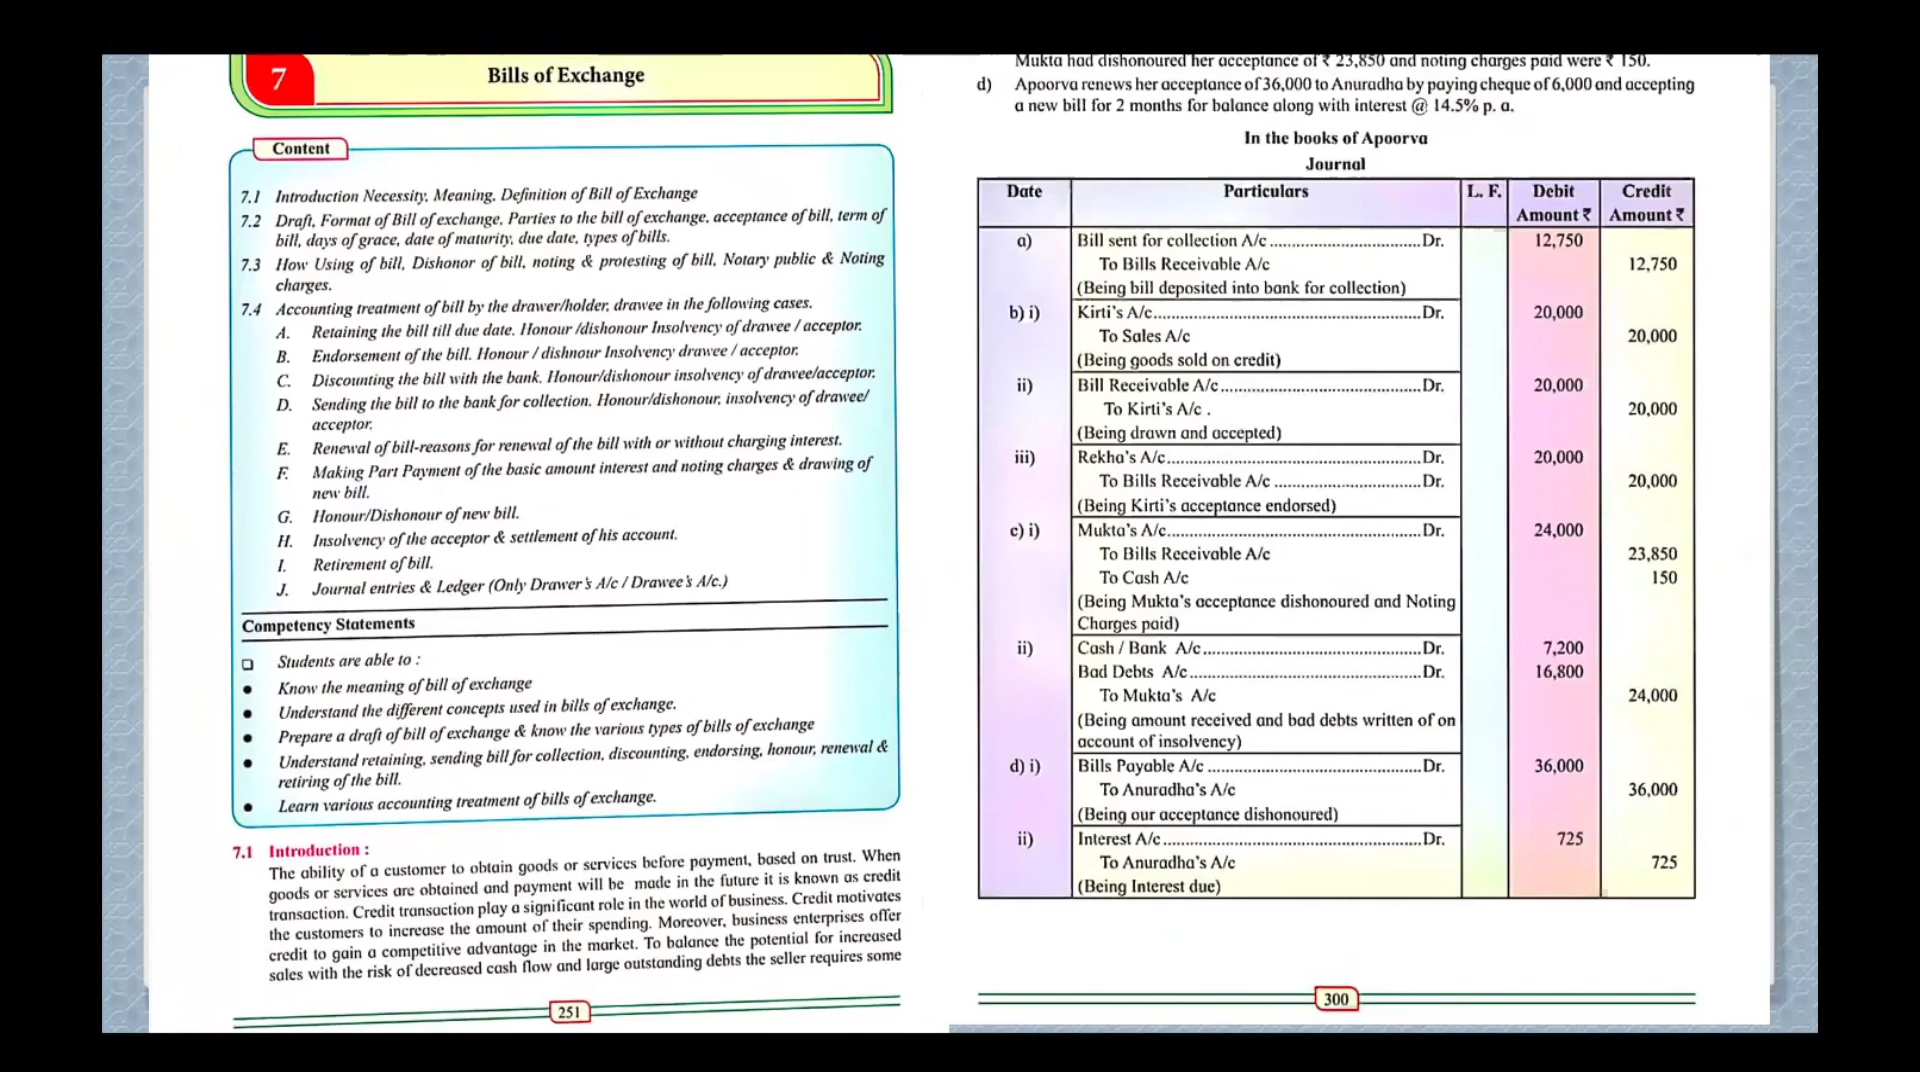 7
Bills of Exchange
Content
7.1 Introduction Necessity, Meaning, Definition of Bill of Exchange
7.2 Draft, Format of Bill of exchange, Parties to the bill of exchange, acceptance of bill, term of
bill, days of grace, date of maturity, due date, types of bills.
7.3 How Using of bill, Dishonor of bill, noting & protesting of bill, Notary public & Noting
charges.
7.4 Accounting treatment of bill by the drawer/holder, drawee in the following cases.
A. Retaining the bill till due date. Honour /dishonour Insolvency of drawee / acceptor.
B. Endorsement of the bill. Honour / dishnour Insolvency drawee / acceptor.
C. Discounting the bill with the bank. Honour/dishonour insolvency of drawee/acceptor.
D. Sending the bill to the bank for collection. Honour/dishonour, insolvency of drawee/
acceptor.
E. Renewal of bill-reasons for renewal of the bill with or without charging interest.
F. Making Part Payment of the basic amount interest and noting charges & drawing of
new bill.
G. Honour/Dishonour of new bill.
H. Insolvency of the acceptor & settlement of his account.
I. Retirement of bill.
J. Journal entries & Ledger (Only Drawer's A/c / Drawee's A/c.)
Competency Statements
❑ Students are able to :
● Know the meaning of bill of exchange
● Understand the different concepts used in bills of exchange.
● Prepare a draft of bill of exchange & know the various types of bills of exchange
● Understand retaining, sending bill for collection, discounting, endorsing, honour, renewal &
retiring of the bill.
● Learn various accounting treatment of bills of exchange.
7.1 Introduction :
The ability of a customer to obtain goods or services before payment, based on trust. When
goods or services are obtained and payment will be made in the future it is known as credit
transaction. Credit transaction play a significant role in the world of business. Credit motivates
the customers to increase the amount of their spending. Moreover, business enterprises offer
credit to gain a competitive advantage in the market. To balance the potential for increased
sales with the risk of decreased cash flow and large outstanding debts the seller requires some
251
Mukta had dishonoured her acceptance of ₹ 23,850 and noting charges paid were ₹ 150.
d) Apoorva renews her acceptance of 36,000 to Anuradha by paying cheque of 6,000 and accepting
a new bill for 2 months for balance along with interest @ 14.5% p. a.
In the books of Apoorva
Journal
Date Particulars L. F. Debit Credit
Amount ₹ Amount ₹
a) Bill sent for collection A/c ..................................Dr. 12,750
To Bills Receivable A/c 12,750
(Being bill deposited into bank for collection)
b) i) Kirti's A/c............................................................Dr. 20,000
To Sales A/c 20,000
(Being goods sold on credit)
ii) Bill Receivable A/c.............................................Dr. 20,000
To Kirti's A/c . 20,000
(Being drawn and accepted)
iii) Rekha's A/c.........................................................Dr. 20,000
To Bills Receivable A/c ................................Dr. 20,000
(Being Kirti's acceptance endorsed)
c) i) Mukta's A/c.........................................................Dr. 24,000
To Bills Receivable A/c 23,850
To Cash A/c 150
(Being Mukta's acceptance dishonoured and Noting
Charges paid)
ii) Cash / Bank A/c.................................................Dr. 7,200
Bad Debts A/c....................................................Dr. 16,800
To Mukta's A/c 24,000
(Being amount received and bad debts written of on
account of insolvency)
d) i) Bills Payable A/c ................................................Dr. 36,000
To Anuradha's A/c 36,000
(Being our acceptance dishonoured)
ii) Interest A/c..........................................................Dr. 725
To Anuradha's A/c 725
(Being Interest due)
300